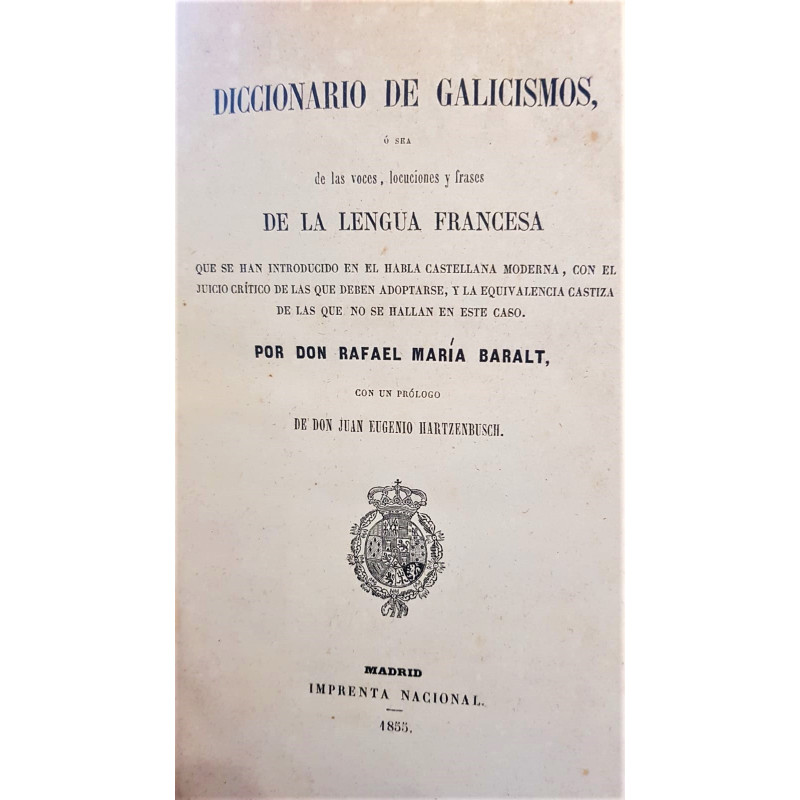 DICCIONARIO DE GALICISMOS,
Ó SEA
de las voces, locuciones y frases
DE LA LENGUA FRANCESA
QUE SE HAN INTRODUCIDO EN EL HABLA CASTELLANA MODERNA, CON EL
JUICIO CRÍTICO DE LAS QUE DEBEN ADOPTARSE, Y LA EQUIVALENCIA CASTIZA
DE LAS QUE NO SE HALLAN EN ESTE CASO.
POR DON RAFAEL MARÍA BARALT,
CON UN PRÓLOGO
DE DON JUAN EUGENIO HARTZENBUSCH.
MADRID
IMPRENTA NACIONAL.
1855.